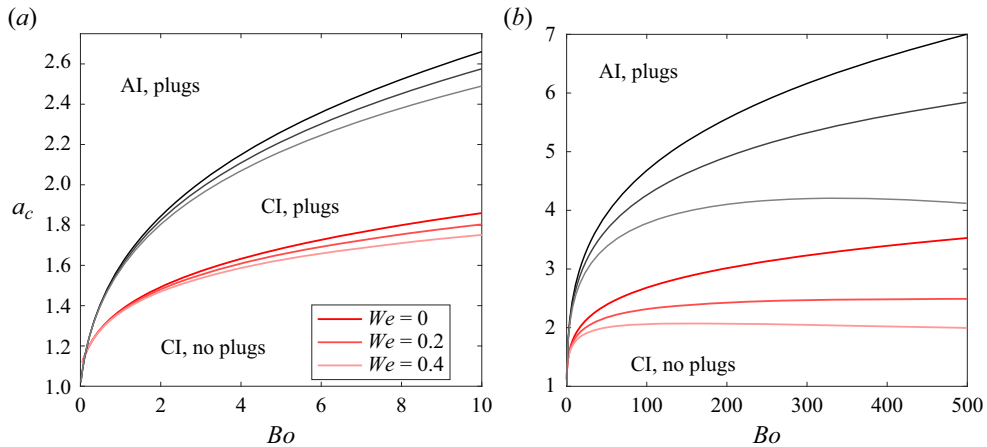 (a)
2.6
2.4
2.2
2.0
1.8
1.6
1.4
1.2
1.0
a_c
AI, plugs
CI, plugs
CI, no plugs
We = 0
We = 0.2
We = 0.4
0 2 4 6 8 10
Bo
(b)
7
6
5
4
3
2
1
AI, plugs
CI, no plugs
0 100 200 300 400 500
Bo